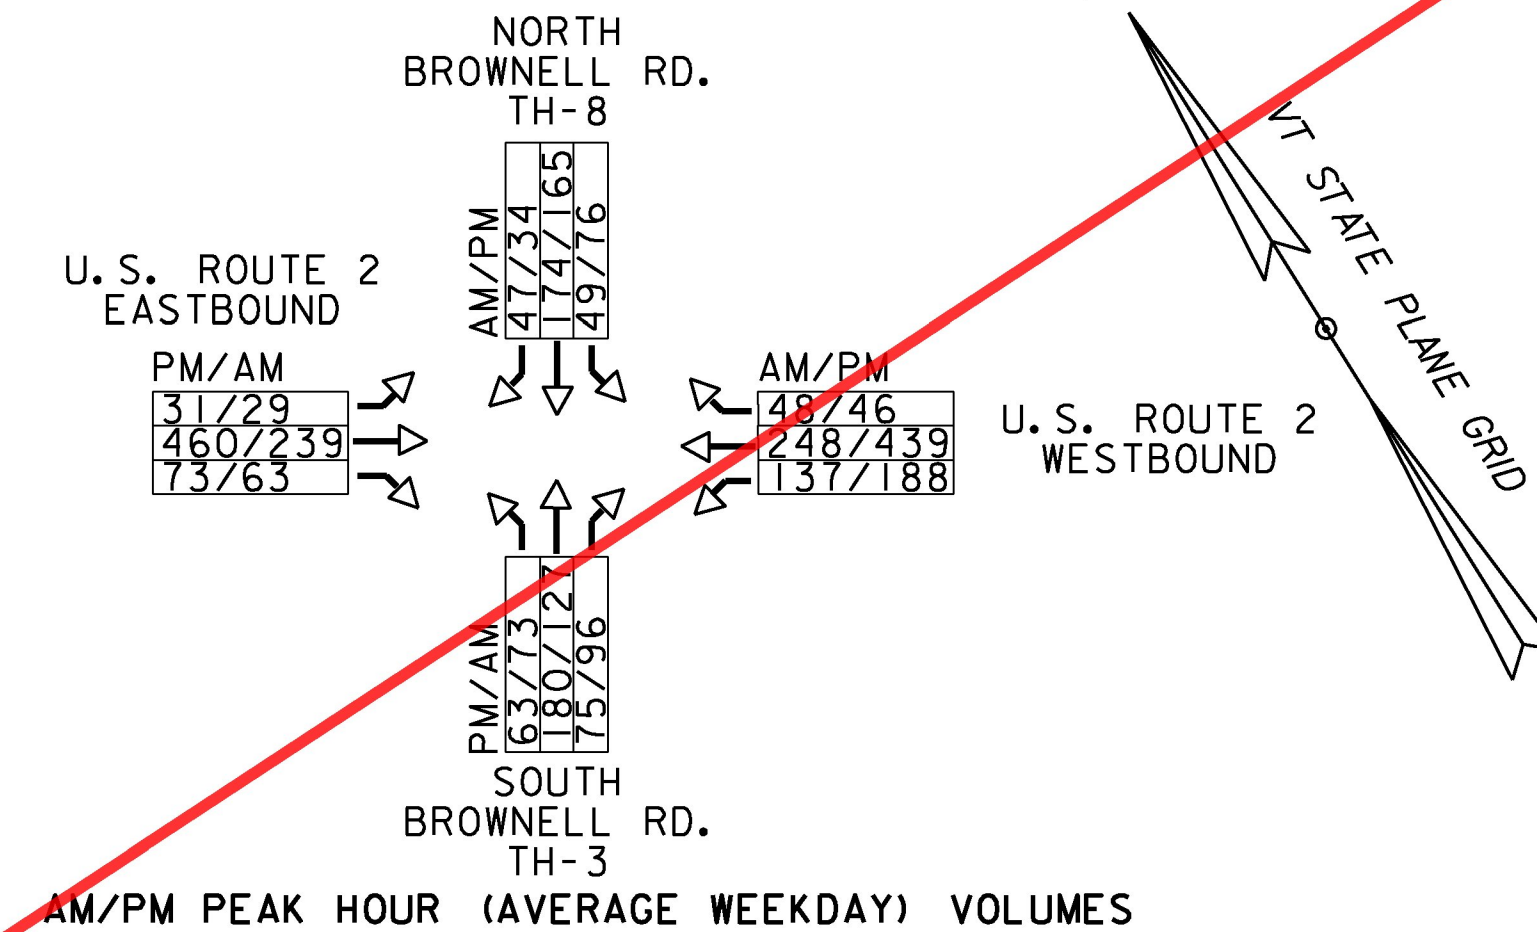 NORTH
BROWNELL RD.
TH-8
AM/PM
47/34
174/165
49/76
U.S. ROUTE 2
EASTBOUND
PM/AM
31/29
460/239
73/63
AM/PM
48/46
248/439
137/188
U.S. ROUTE 2
WESTBOUND
VT STATE PLANE GRID
PM/AM
63/73
180/127
75/96
SOUTH
BROWNELL RD.
TH-3
AM/PM PEAK HOUR (AVERAGE WEEKDAY) VOLUMES